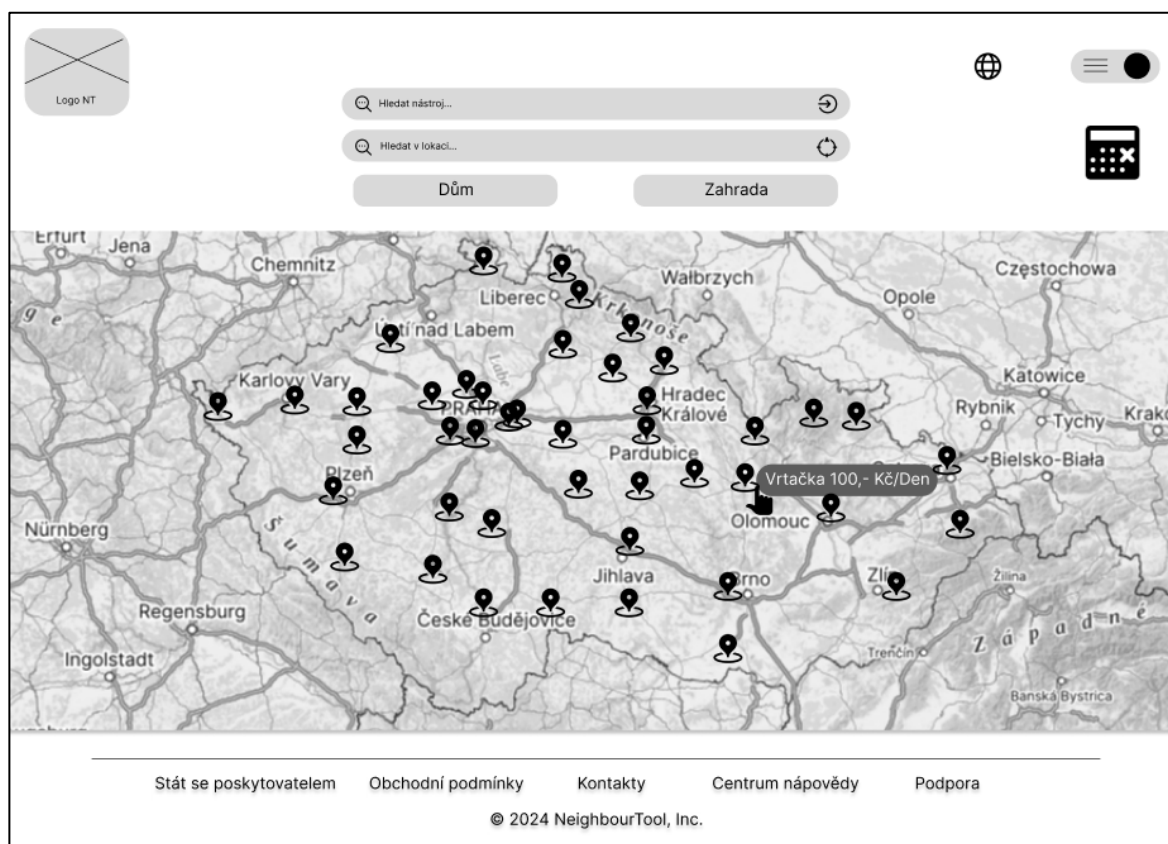 Logo NT
Hledat nástroj...
Hledat v lokaci...
Dům
Zahrada
Erfurt
Jena
Chemnitz
Liberec
Krkonoše
Wałbrzych
Częstochowa
Opole
Ústí nad Labem
Labe
Karlovy Vary
PRAHA
Hradec
Králové
Katowice
Rybnik
Tychy
Pardubice
Bielsko-Biała
Plzeň
Vrtačka 100,- Kč/Den
Olomouc
Nürnberg
Šumava
Jihlava
Brno
Zlín
Žilina
Regensburg
České Budějovice
Západné
Ingolstadt
Trenčín
Banská Bystrica
Stát se poskytovatelem
Obchodní podmínky
Kontakty
Centrum nápovědy
Podpora
© 2024 NeighbourTool, Inc.